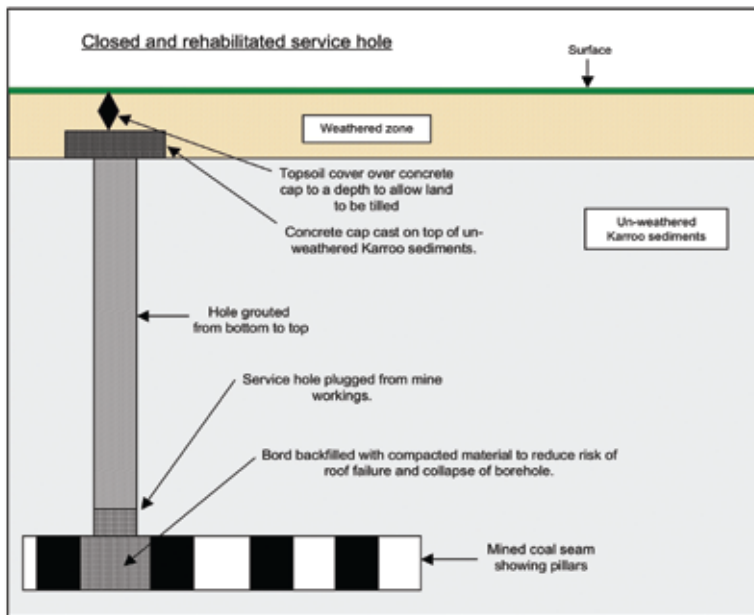 Closed and rehabilitated service hole
Surface
Weathered zone
Topsoil cover over concrete
cap to a depth to allow land
to be tilled
Un-weathered
Karroo sediments
Concrete cap cast on top of un-
weathered Karroo sediments.
Hole grouted
from bottom to top
Service hole plugged from mine
workings.
Bord backfilled with compacted material to reduce risk of
roof failure and collapse of borehole.
Mined coal seam
showing pillars